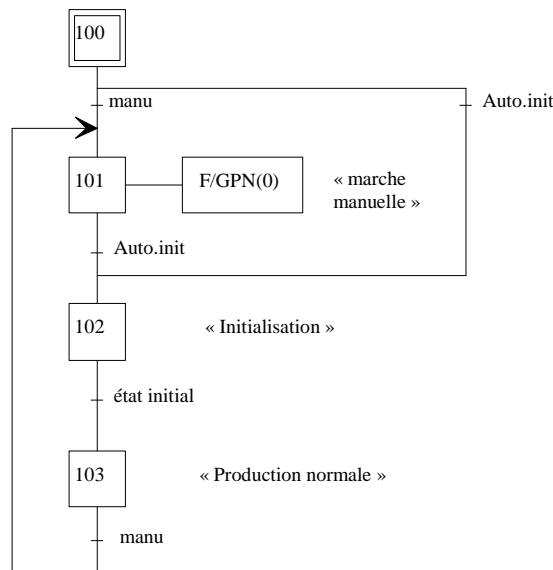 100
manu
Auto.init
101
F/GPN(0)
« marche
manuelle »
Auto.init
102
« Initialisation »
état initial
103
« Production normale »
manu